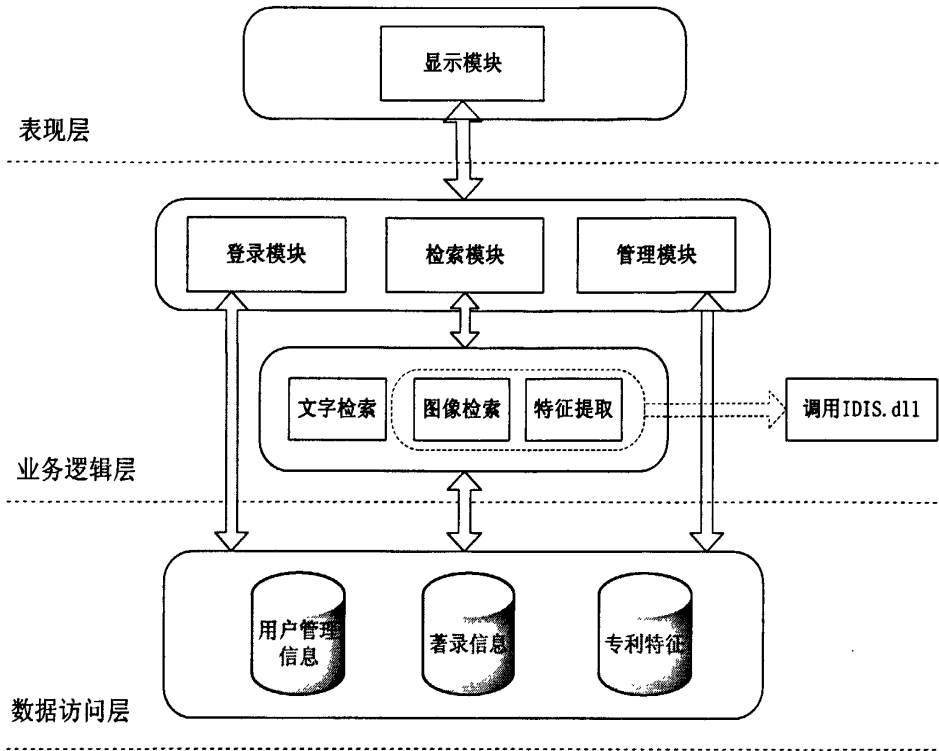 显示模块
表现层
登录模块
检索模块
管理模块
文字检索
图像检索
特征提取
调用IDIS.dll
业务逻辑层
用户管理
信息
著录信息
专利特征
数据访问层